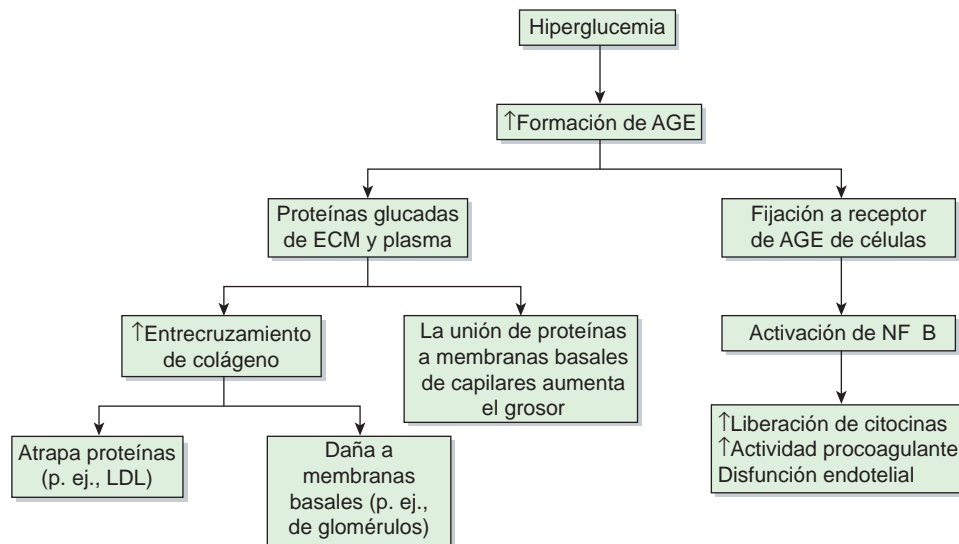 Hiperglucemia
↑Formación de AGE
Proteínas glucadas
de ECM y plasma
Fijación a receptor
de AGE de células
↑Entrecruzamiento
de colágeno
La unión de proteínas
a membranas basales
de capilares aumenta
el grosor
Activación de NF B
Atrapa proteínas
(p. ej., LDL)
Daña a
membranas
basales (p. ej.,
de glomérulos)
↑Liberación de citocinas
↑Actividad procoagulante
Disfunción endotelial